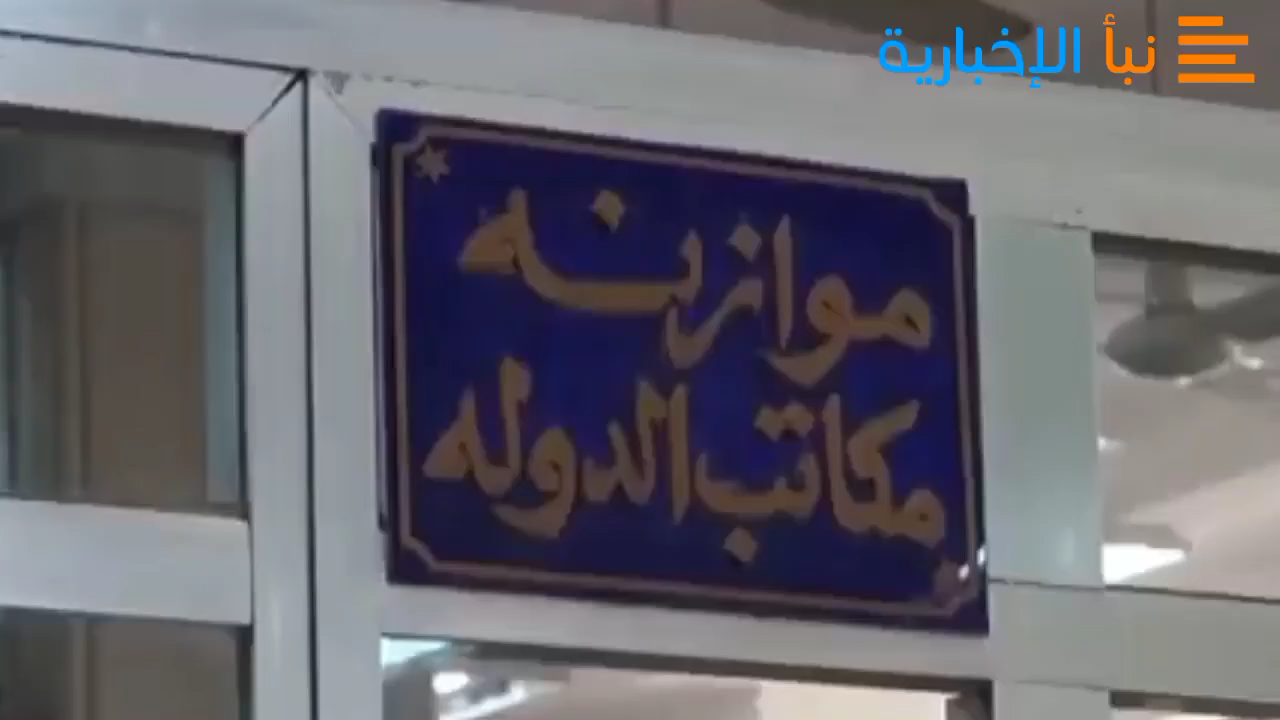 نبأ الإخبارية
موازنه
مكاتب الدوله